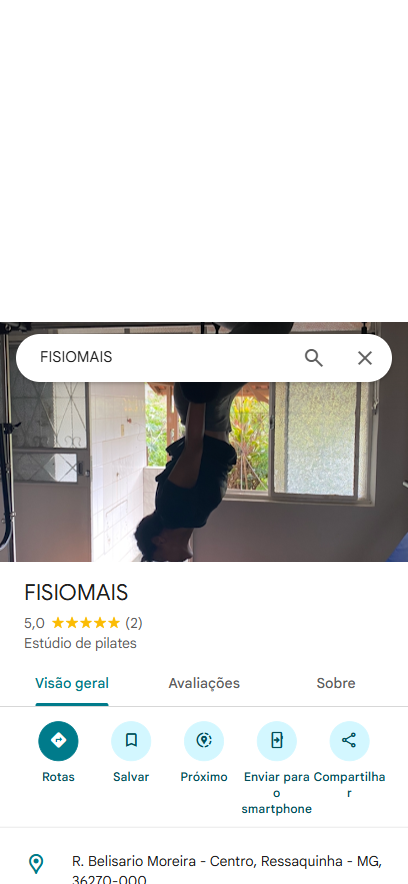 FISIOMAIS
FISIOMAIS
5,0 (2)
Estúdio de pilates
Visão geral Avaliações Sobre
Rotas Salvar Próximo Enviar para o smartphone Compartilhar
R. Belisario Moreira - Centro, Ressaquinha - MG,
36270-000